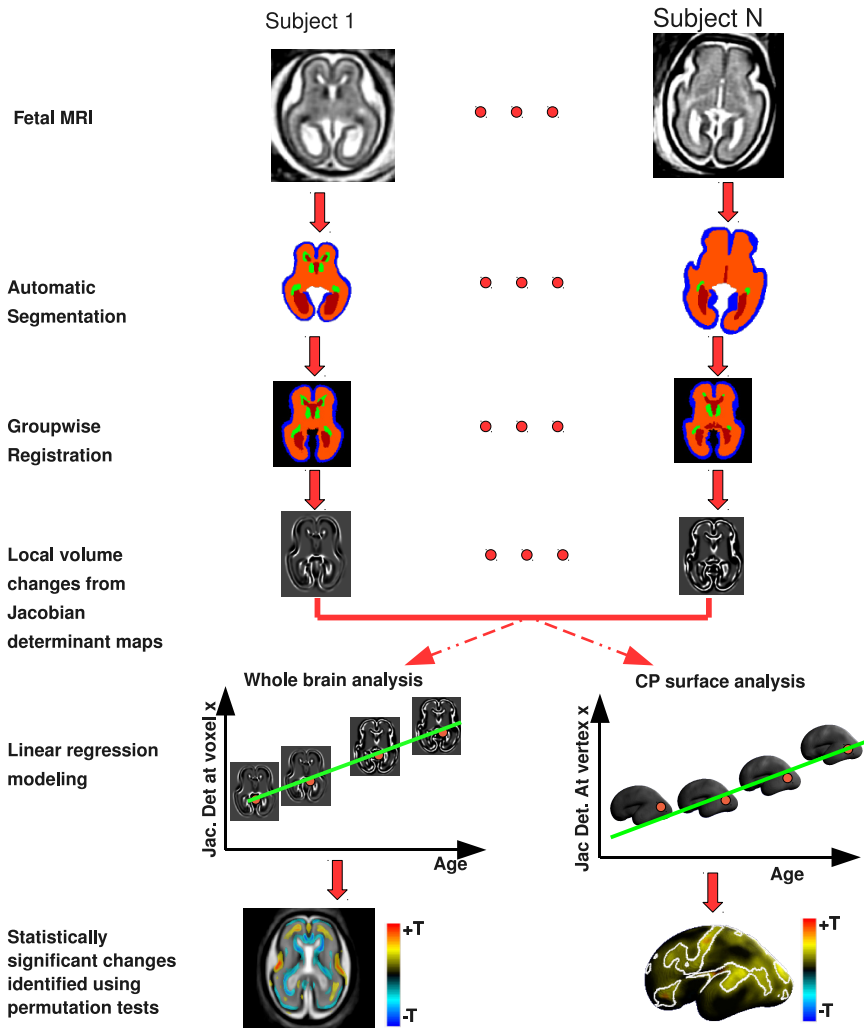 Subject 1
Subject N
Fetal MRI
Automatic
Segmentation
Groupwise
Registration
Local volume
changes from
Jacobian
determinant maps
Whole brain analysis
CP surface analysis
Linear regression
modeling
Jac. Det at voxel x
Age
Jac Det. At vertex x
Age
Statistically
significant changes
identified using
permutation tests
+T
-T
+T
-T